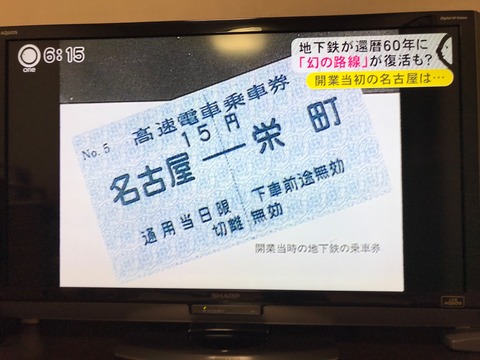 AQUOS
6:15
one
地下鉄が還暦60年に
「幻の路線」が復活も?
開業当初の名古屋は…
高速電車乗車券
No.5
15円
名古屋―栄町
通用当日限
下車前途無効
切離無効
開業当時の地下鉄の乗車券
SHARP